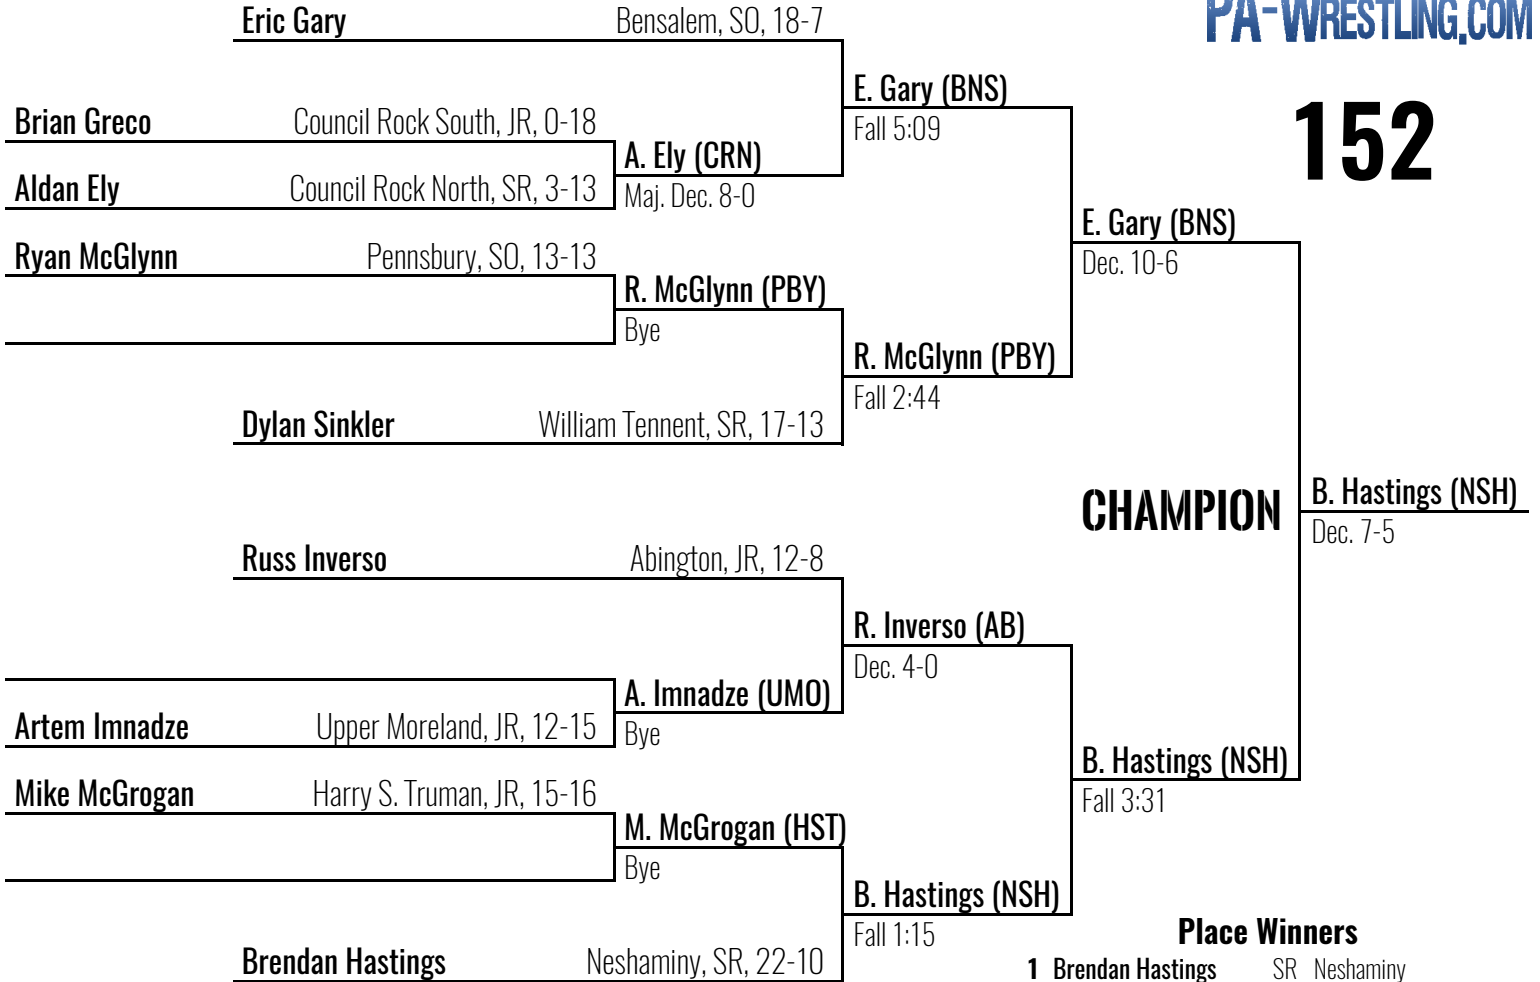 Eric Gary Bensalem, SO, 18-7
PA-WRESTLING.COM
E. Gary (BNS)
Fall 5:09
152
Brian Greco Council Rock South, JR, 0-18
A. Ely (CRN)
Maj. Dec. 8-0
Aldan Ely Council Rock North, SR, 3-13
E. Gary (BNS)
Dec. 10-6
Ryan McGlynn Pennsbury, SO, 13-13
R. McGlynn (PBY)
Bye
R. McGlynn (PBY)
Fall 2:44
Dylan Sinkler William Tennent, SR, 17-13
CHAMPION
B. Hastings (NSH)
Dec. 7-5
Russ Inverso Abington, JR, 12-8
R. Inverso (AB)
Dec. 4-0
A. Imnadze (UMO)
Bye
Artem Imnadze Upper Moreland, JR, 12-15
B. Hastings (NSH)
Fall 3:31
Mike McGrogan Harry S. Truman, JR, 15-16
M. McGrogan (HST)
Bye
B. Hastings (NSH)
Fall 1:15
Brendan Hastings Neshaminy, SR, 22-10
Place Winners
1 Brendan Hastings SR Neshaminy